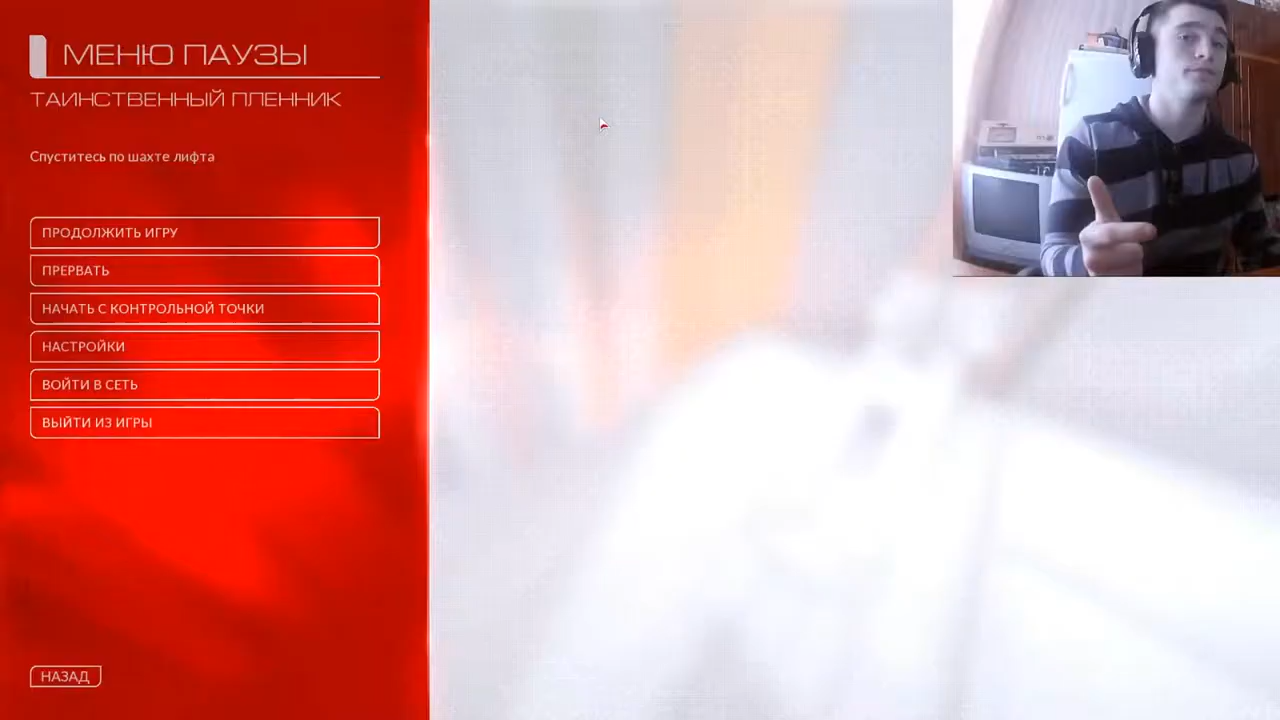 МЕНЮ ПАУЗЫ
ТАИНСТВЕННЫЙ ПЛЕННИК
Спуститесь по шахте лифта
ПРОДОЛЖИТЬ ИГРУ
ПРЕРВАТЬ
НАЧАТЬ С КОНТРОЛЬНОЙ ТОЧКИ
НАСТРОЙКИ
ВОЙТИ В СЕТЬ
ВЫЙТИ ИЗ ИГРЫ
НАЗАД